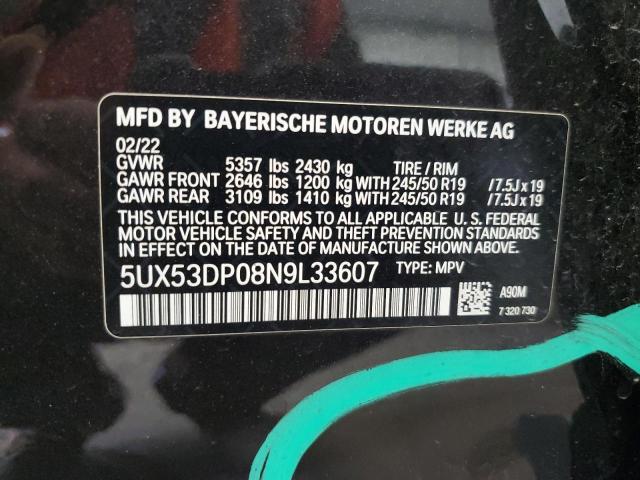 MFD BY BAYERISCHE MOTOREN WERKE AG
02/22
GVWR 5357 lbs 2430 kg TIRE / RIM
GAWR FRONT 2646 lbs 1200 kg WITH 245/50 R19 /7.5J x 19
GAWR REAR 3109 lbs 1410 kg WITH 245/50 R19 /7.5J x 19
THIS VEHICLE CONFORMS TO ALL APPLICABLE U. S. FEDERAL
MOTOR VEHICLE SAFETY AND THEFT PREVENTION STANDARDS
IN EFFECT ON THE DATE OF MANUFACTURE SHOWN ABOVE.
5UX53DP08N9L33607 TYPE: MPV
A90M
7 320 730